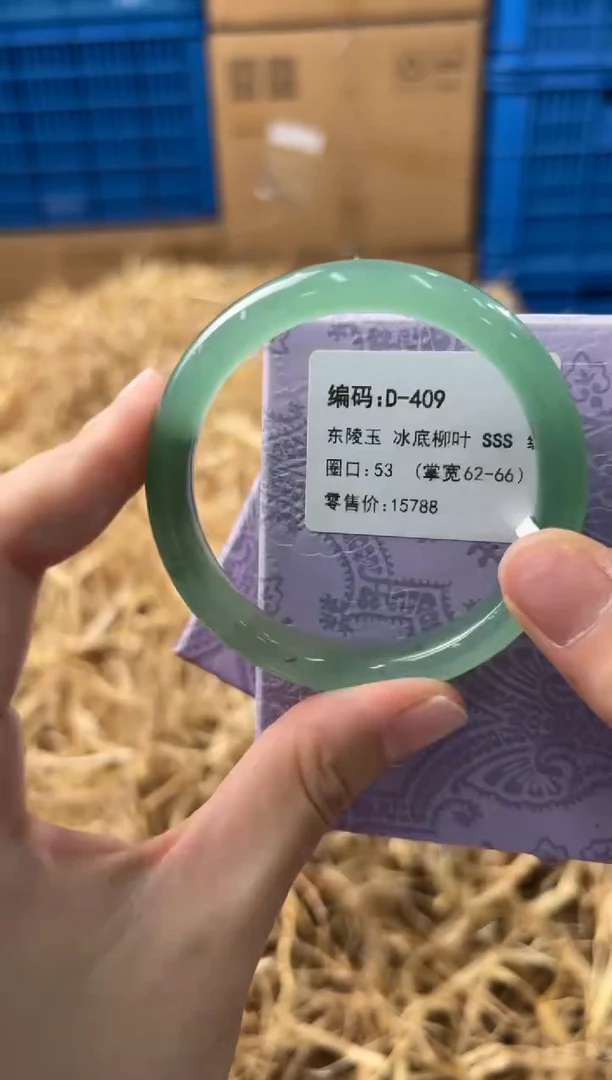 编码:D-409
东陵玉 冰底柳叶 SSS
圈口:53 (掌宽62-66)
零售价:15788